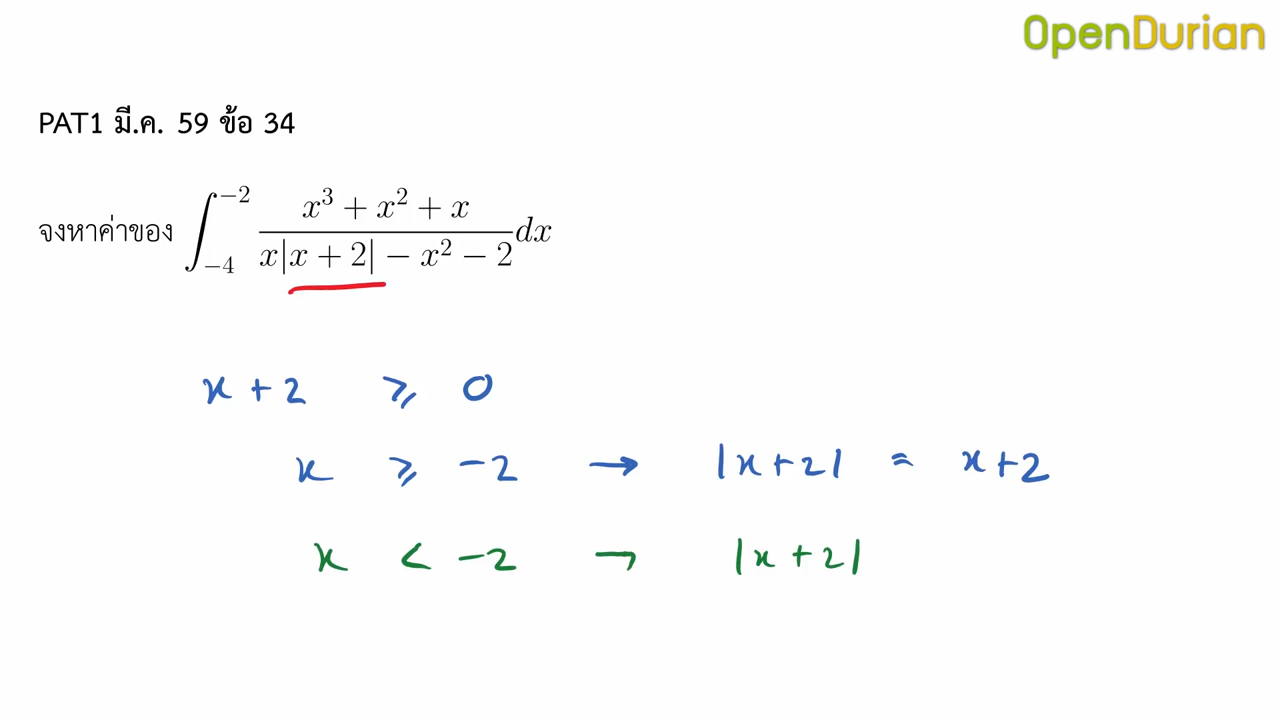 OpenDurian
PAT1 มี.ค. 59 ข้อ 34
จงหาค่าของ ∫_{-4}^{-2} \frac{x^3 + x^2 + x}{x|x + 2| − x^2 − 2} dx
x + 2 ⩾ 0
x ⩾ -2 → |x+2| = x+2
x < -2 → |x + 2|